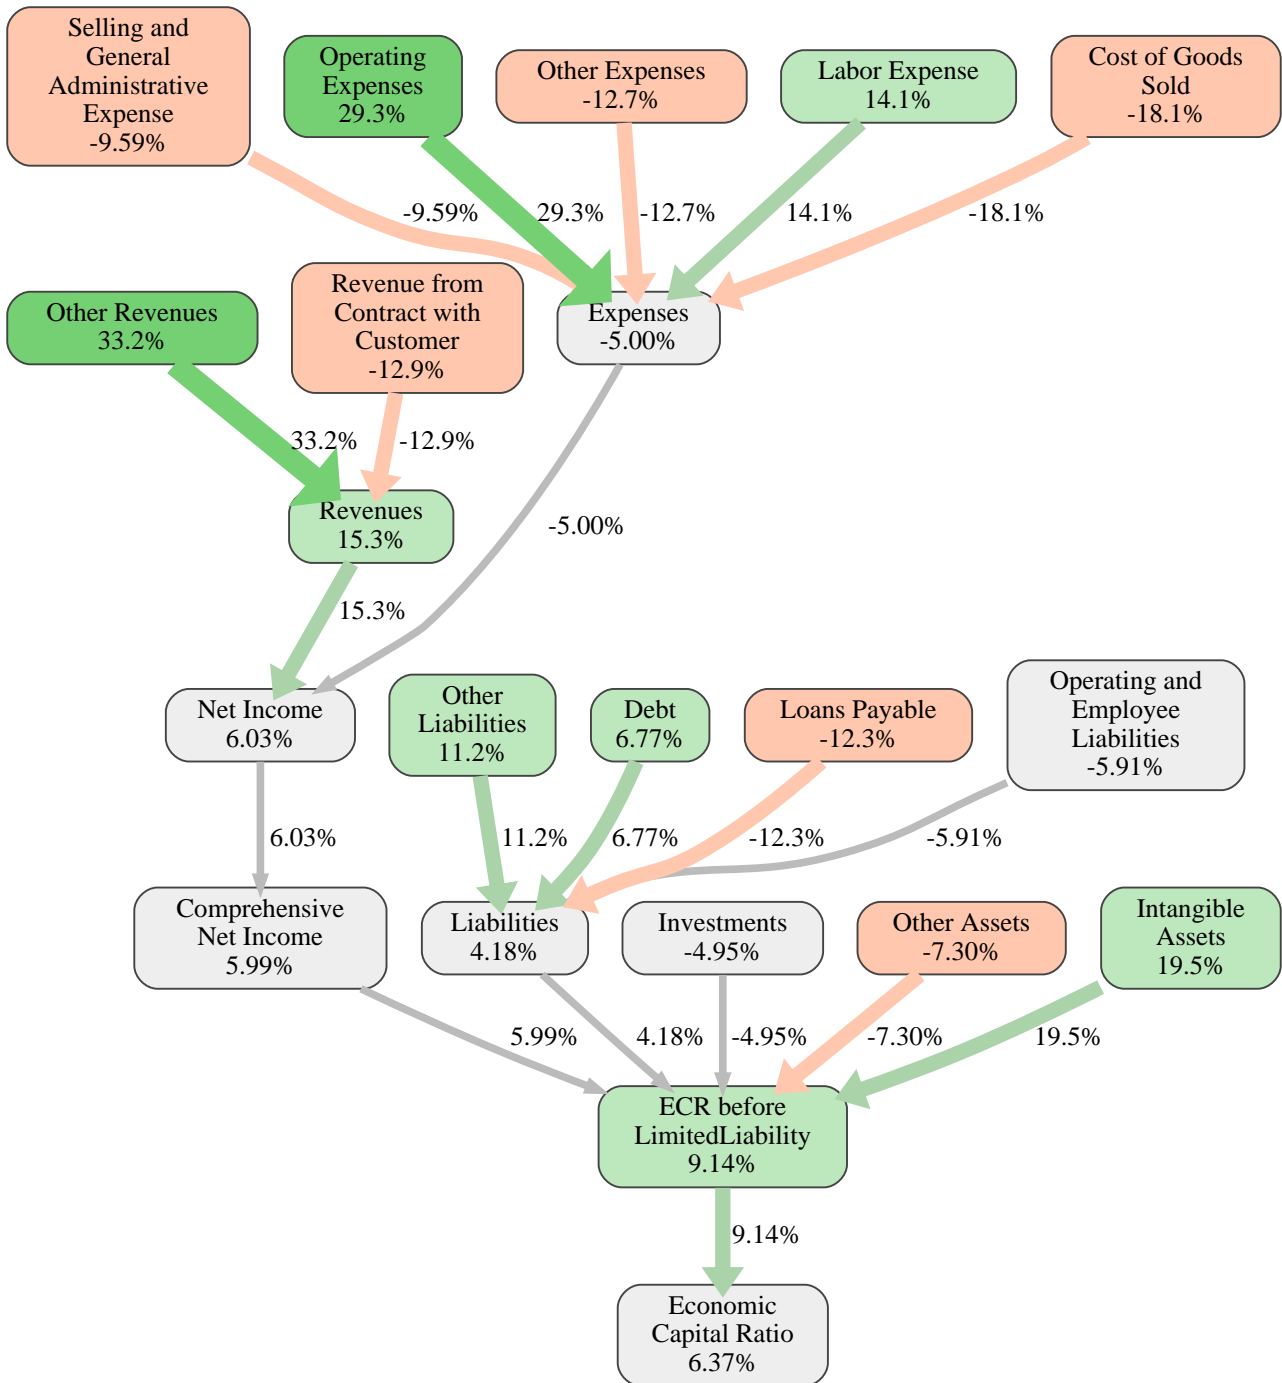 Selling and
General
Administrative
Expense
-9.59%
Operating
Expenses
29.3%
Other Expenses
-12.7%
Labor Expense
14.1%
Cost of Goods
Sold
-18.1%
-9.59%
29.3%
-12.7%
14.1%
-18.1%
Other Revenues
33.2%
Revenue from
Contract with
Customer
-12.9%
Expenses
-5.00%
33.2%
-12.9%
Revenues
15.3%
-5.00%
15.3%
Net Income
6.03%
Other
Liabilities
11.2%
Debt
6.77%
Loans Payable
-12.3%
Operating and
Employee
Liabilities
-5.91%
6.03%
11.2%
6.77%
-12.3%
-5.91%
Comprehensive
Net Income
5.99%
Liabilities
4.18%
Investments
-4.95%
Other Assets
-7.30%
Intangible
Assets
19.5%
5.99%
4.18%
-4.95%
-7.30%
19.5%
ECR before
LimitedLiability
9.14%
9.14%
Economic
Capital Ratio
6.37%